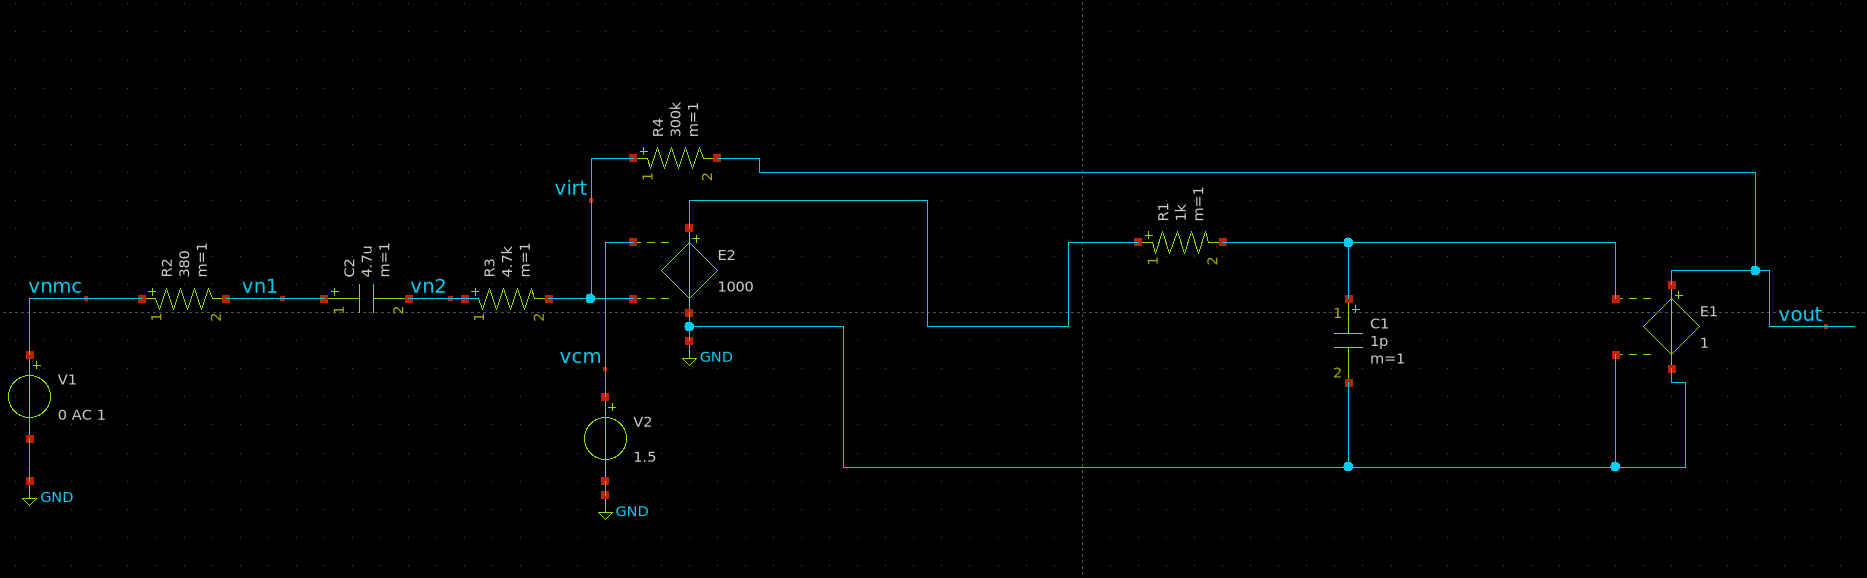 R4
300k
m=1
+
1
2
virt
R1
1k
m=1
+
1
2
vnmc
R2
380
m=1
+
1
2
vn1
C2
4.7u
m=1
+
1
2
vn2
R3
4.7k
m=1
+
1
2
+
E2
1000
GND
vcm
+
V1
0 AC 1
GND
+
V2
1.5
GND
1
+
C1
1p
m=1
2
+
E1
1
vout